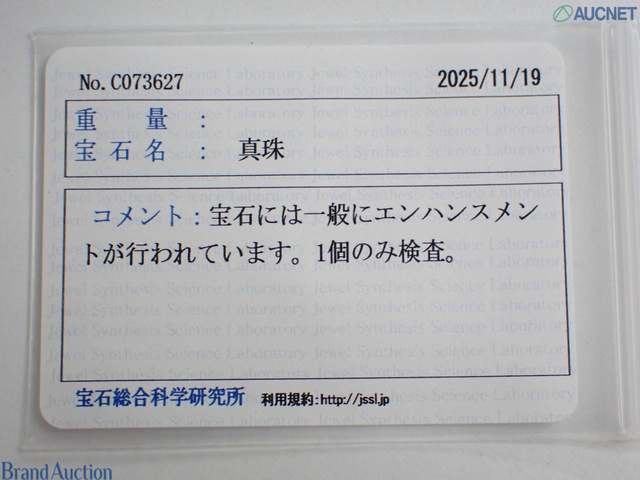 AUCNET
No.C073627 2025/11/19
重量：
宝石名： 真珠
コメント：宝石には一般にエンハンスメン
トが行われています。1個のみ検査。
宝石総合科学研究所 利用規約:http://jssl.jp
Brand Auction